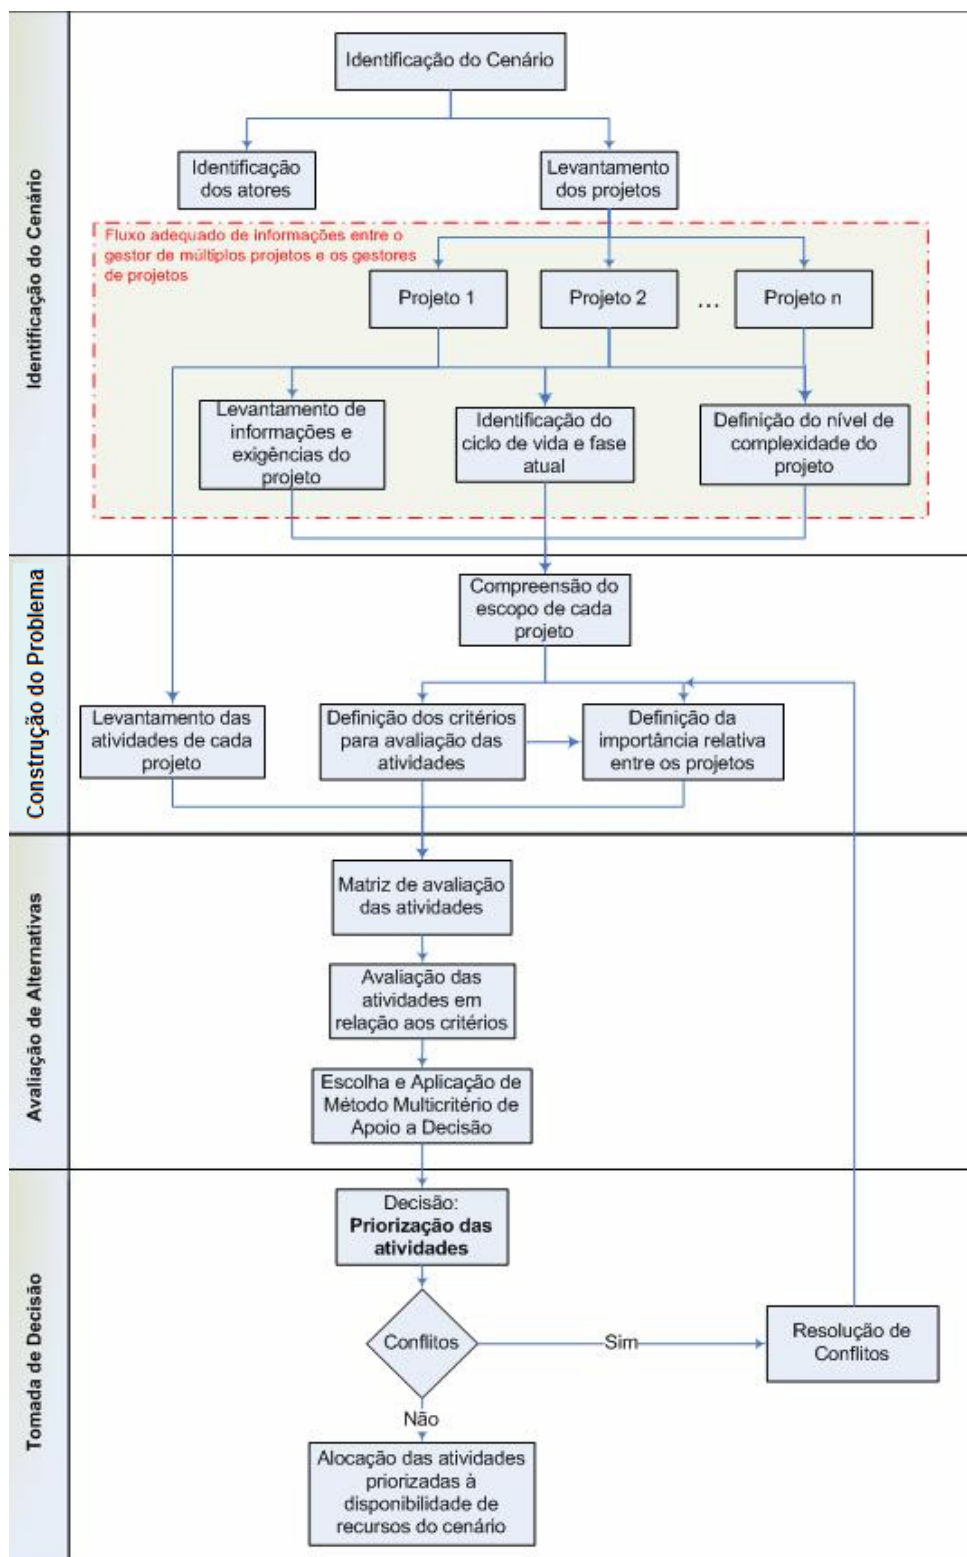 Identificação do Cenário
Identificação do Cenário
Identificação
dos atores
Levantamento
dos projetos
Fluxo adequado de informações entre o
gestor de múltiplos projetos e os gestores
de projetos
Projeto 1
Projeto 2
...
Projeto n
Levantamento de
informações e
exigências do
projeto
Identificação do
ciclo de vida e fase
atual
Definição do nível de
complexidade do
projeto
Construção do Problema
Compreensão do
escopo de cada
projeto
Levantamento das
atividades de cada
projeto
Definição dos critérios
para avaliação das
atividades
Definição da
importância relativa
entre os projetos
Avaliação de Alternativas
Matriz de avaliação
das atividades
Avaliação das
atividades em
relação aos critérios
Escolha e Aplicação de
Método Multicritério de
Apoio a Decisão
Tomada de Decisão
Decisão:
Priorização das
atividades
Conflitos
Sim
Resolução de
Conflitos
Não
Alocação das atividades
priorizadas à
disponibilidade de
recursos do cenário